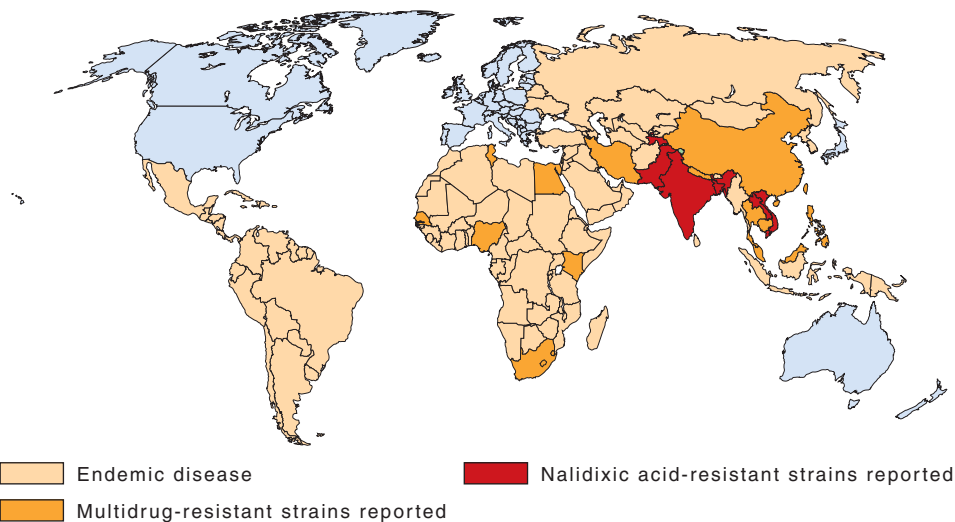 Endemic disease
Nalidixic acid-resistant strains reported
Multidrug-resistant strains reported